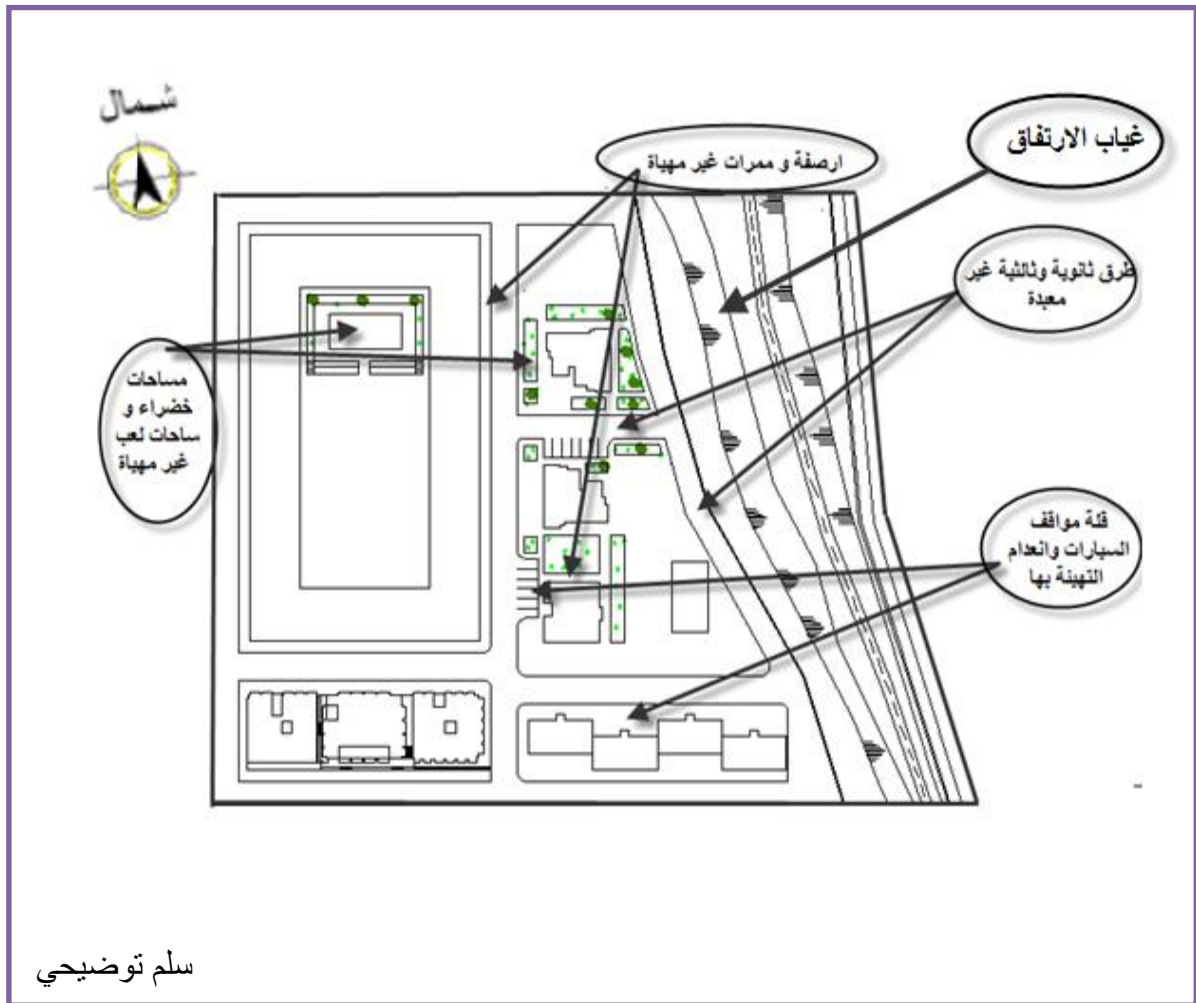 شمال
غياب الارتفاق
ارصفة و ممرات غير مهياة
طرق ثانوية وثالثية غير
معبدة
مساحات
خضراء و
ساحات لعب
غير مهياة
قلة مواقف
السيارات وانعدام
التهيئة بها
سلم توضيحي